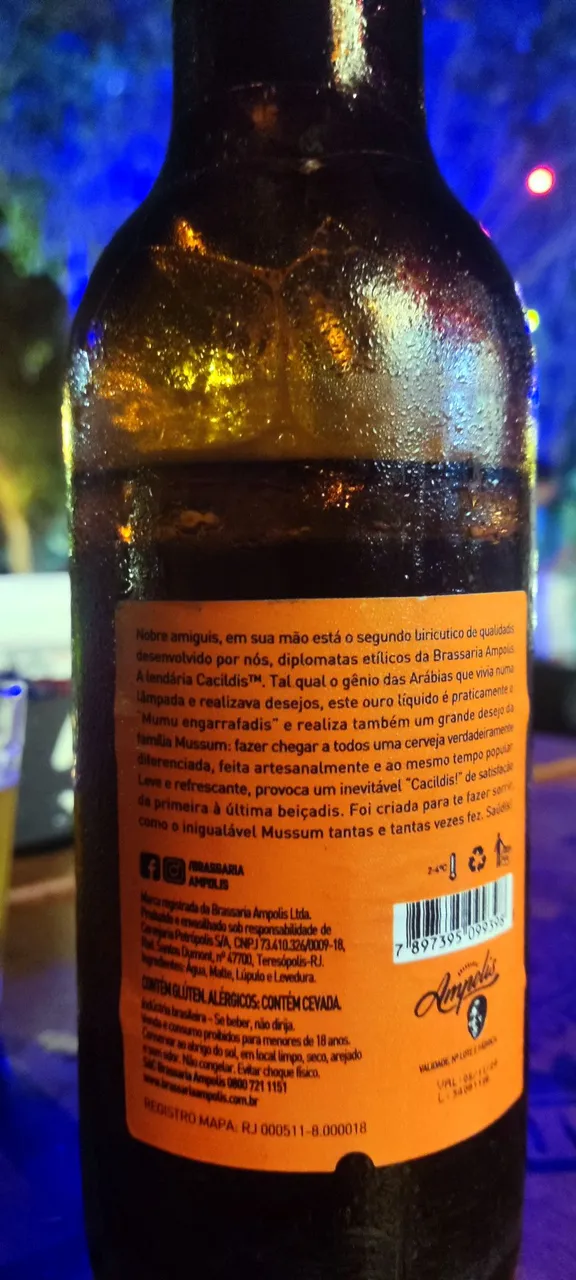 Nobre amiguis, em sua mão está o segundo biricutico de qualidadis
desenvolvido por nós, diplomatas etílicos da Brassaria Ampolis
A lendária Cacildis™. Tal qual o gênio das Arábias que vivia numa
lâmpada e realizava desejos, este ouro líquido é praticamente o
"Mumu engarrafadis" e realiza também um grande desejo da
família Mussum: fazer chegar a todos uma cerveja verdadeiramente
diferenciada, feita artesanalmente e ao mesmo tempo popular
Leve e refrescante, provoca um inevitável "Cacildis!" de satisfação
da primeira à última beiçadis. Foi criada para te fazer sorrir,
como o inigualável Mussum tantas e tantas vezes fez. Saúdis!
/BRASSARIA
AMPOLIS
2-4°C
Marca registrada da Brassaria Ampolis Ltda.
Produzido e envasilhado sob responsabilidade de
Cervejaria Petrópolis S/A, CNPJ 73.410.326/0009-18,
Rod. Santos Dumont, nº 47700, Teresópolis-RJ.
Ingredientes: Água, Malte, Lúpulo e Levedura.
CONTÉM GLÚTEN. ALÉRGICOS: CONTÉM CEVADA.
Indústria brasileira – Se beber, não dirija.
Venda e consumo proibidos para menores de 18 anos.
Conservar ao abrigo do sol, em local limpo, seco, arejado
e sem odor. Não congelar. Evitar choque físico.
SAC Brassaria Ampolis 0800 721 1151
www.brassariaampolis.com.br
REGISTRO MAPA: RJ 000511-8.000018
7 897395 099398
Ampolis
VALIDADE, Nº LOTE E FÁBRICA